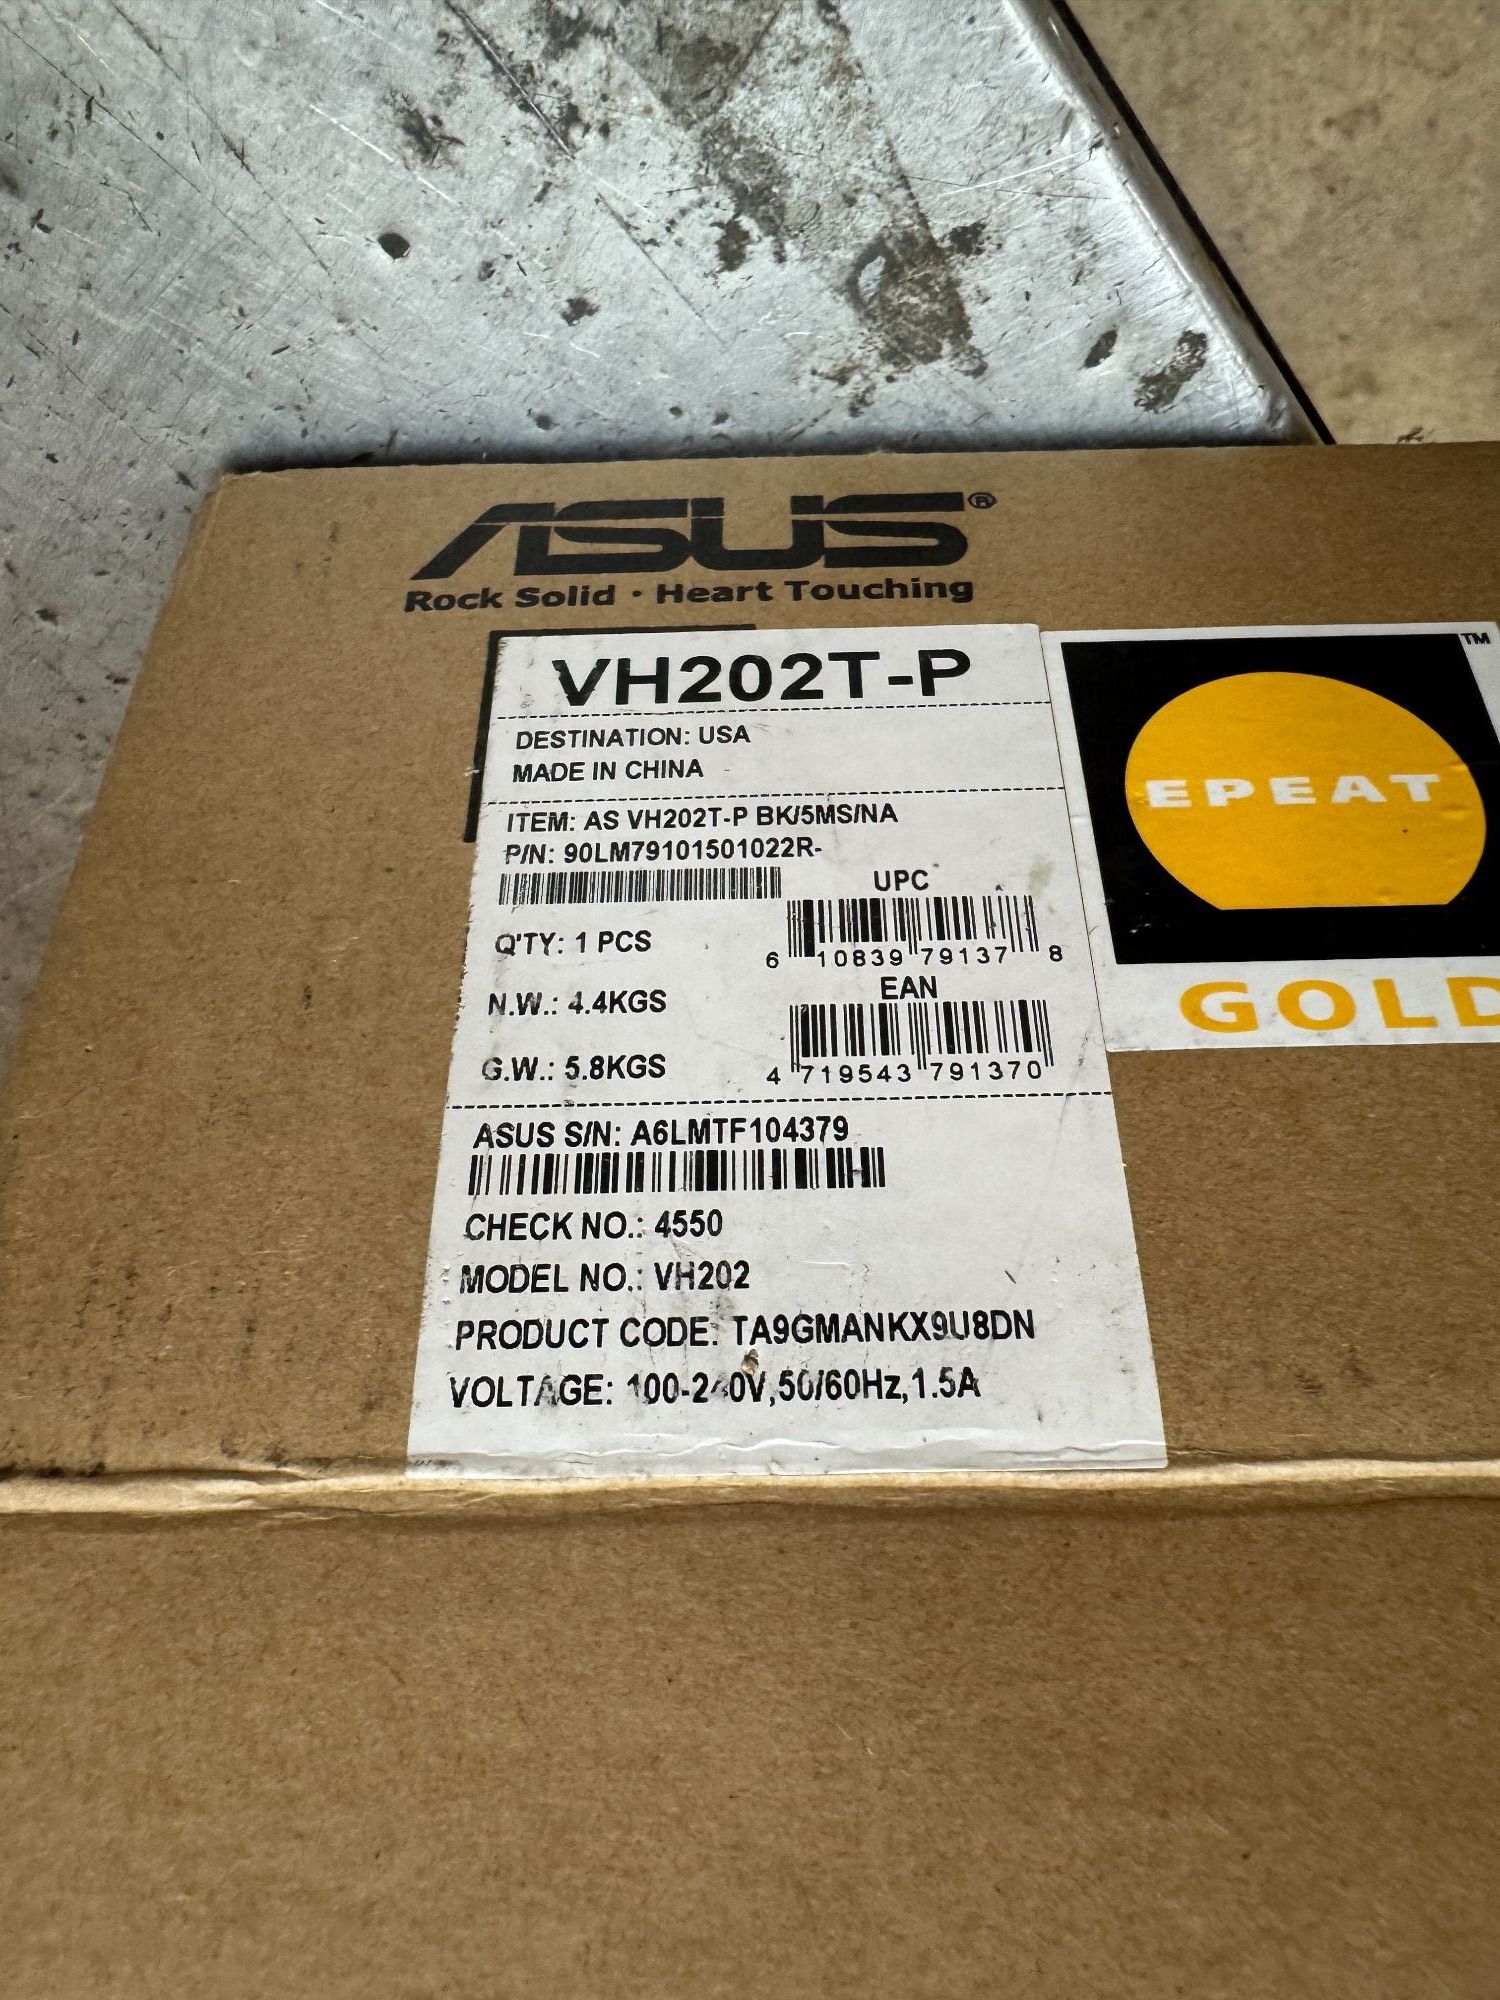 ASUS®
Rock Solid · Heart Touching
VH202T-P
DESTINATION: USA
MADE IN CHINA
ITEM: AS VH202T-P BK/5MS/NA
P/N: 90LM79101501022R-
UPC
6 10839 79137 8
Q'TY: 1 PCS
EAN
N.W.: 4.4KGS
4 719543 791370
G.W.: 5.8KGS
ASUS S/N: A6LMTF104379
CHECK NO.: 4550
MODEL NO.: VH202
PRODUCT CODE: TA9GMANKX9U8DN
VOLTAGE: 100-240V,50/60Hz,1.5A
TM
EPEAT
GOLD